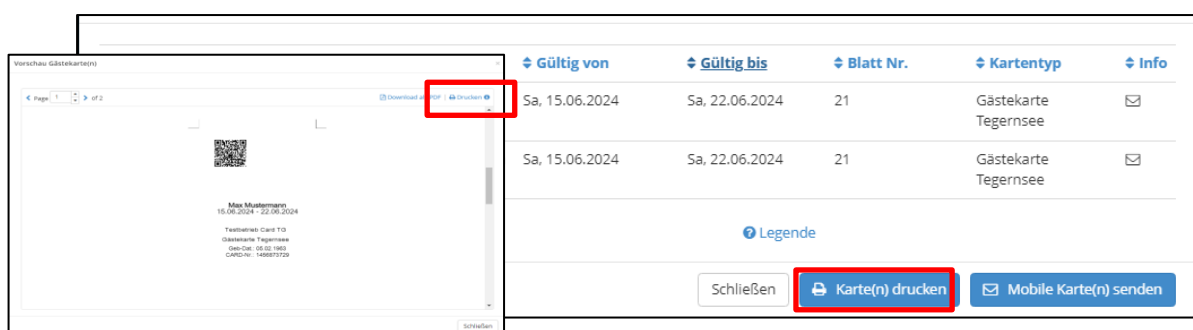 Vorschau Gästekarte(n)
×
Page 1 of 2
Download als PDF | Drucken
Max Mustermann
15.06.2024 - 22.06.2024
Testbetrieb Card TO
Gästekarte Tegernsee
Geb-Dat.: 05.02.1963
CARD-Nr.: 1466873729
Schließen
Gültig von Gültig bis Blatt Nr. Kartentyp Info
Sa, 15.06.2024 Sa, 22.06.2024 21 Gästekarte
Tegernsee
Sa, 15.06.2024 Sa, 22.06.2024 21 Gästekarte
Tegernsee
Legende
Schließen Karte(n) drucken Mobile Karte(n) senden